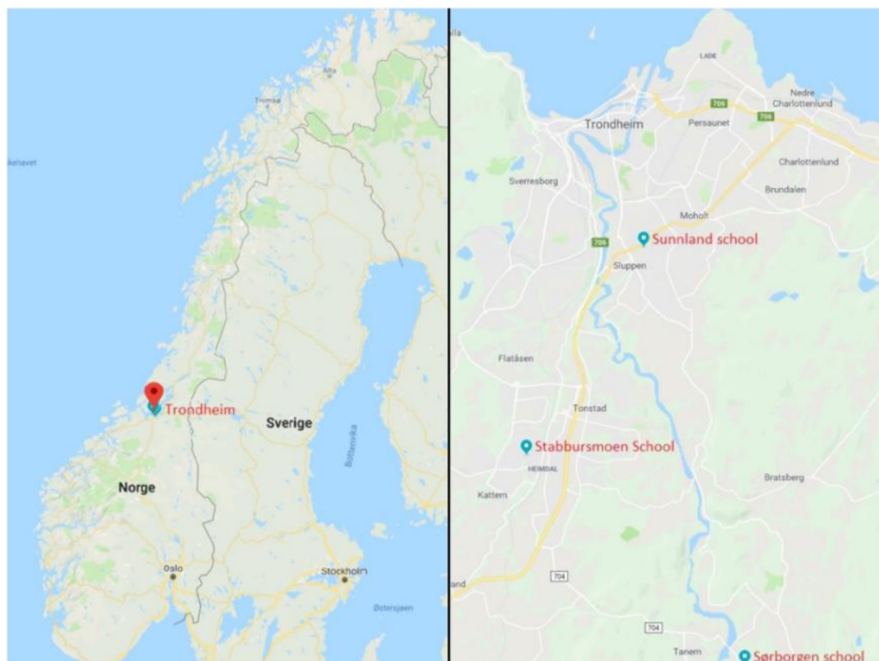 Alta
Tromsø
Trondheim
Sverige
Norge
Bottenvika
Oslo
Stockholm
Østersjøen
LADE
Nedre
Charlottenlund
706
706
Trondheim
Persaunet
Charlottenlund
Sverresborg
Brundalen
Moholt
706
Sunnland school
Sluppen
Flatåsen
Tonstad
Stabbursmoen School
HEIMDAL
Kattem
Bratsberg
704
704
Tanem
Sørborgen school